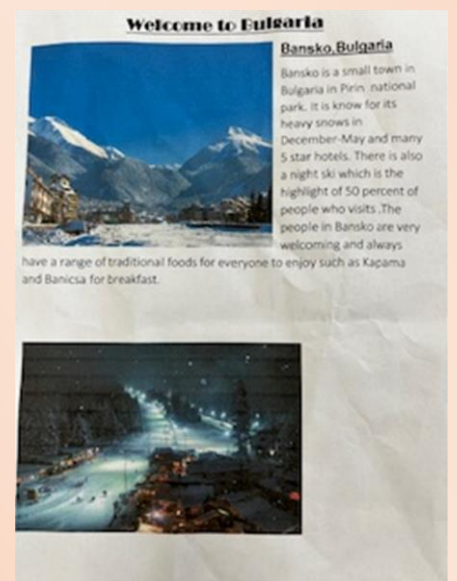 Welcome to Bulgaria
Bansko,Bulgaria
Bansko is a small town in
Bulgaria in Pirin national
park. It is know for its
heavy snows in
December-May and many
5 star hotels. There is also
a night ski which is the
highlight of 50 percent of
people who visits .The
people in Bansko are very
welcoming and always
have a range of traditional foods for everyone to enjoy such as Kapama
and Banicsa for breakfast.